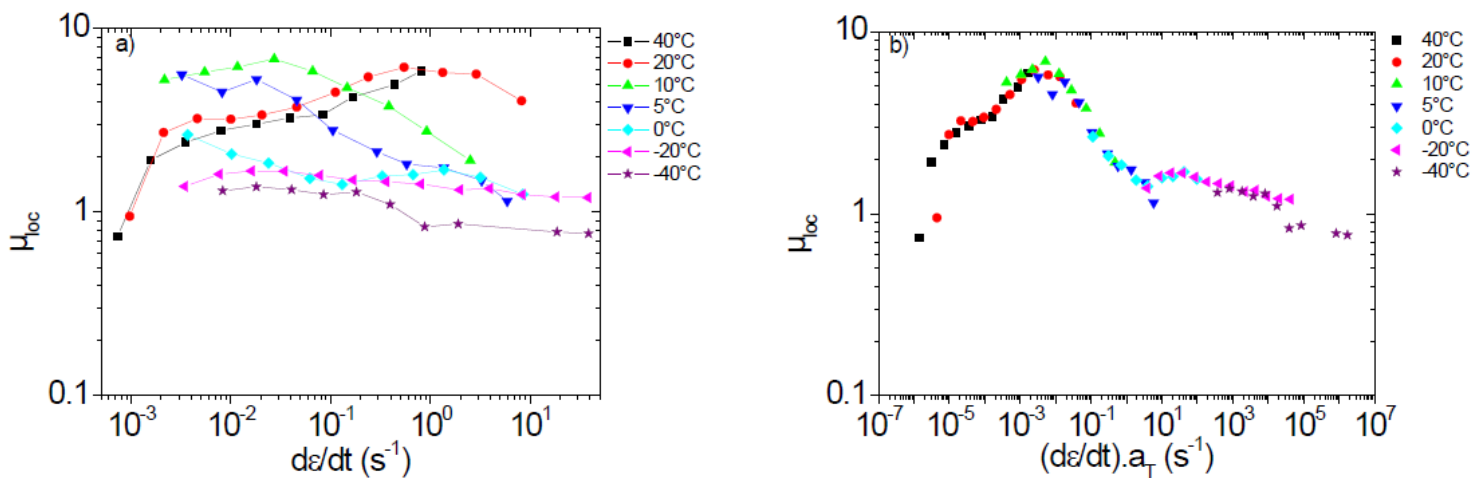 a)
10
1
0.1
μloc
10⁻³ 10⁻² 10⁻¹ 10⁰ 10¹
dε/dt (s⁻¹)
40°C
20°C
10°C
5°C
0°C
-20°C
-40°C
b)
10
1
0.1
μloc
10⁻⁷ 10⁻⁵ 10⁻³ 10⁻¹ 10¹ 10³ 10⁵ 10⁷
(dε/dt).aT (s⁻¹)
40°C
20°C
10°C
5°C
0°C
-20°C
-40°C